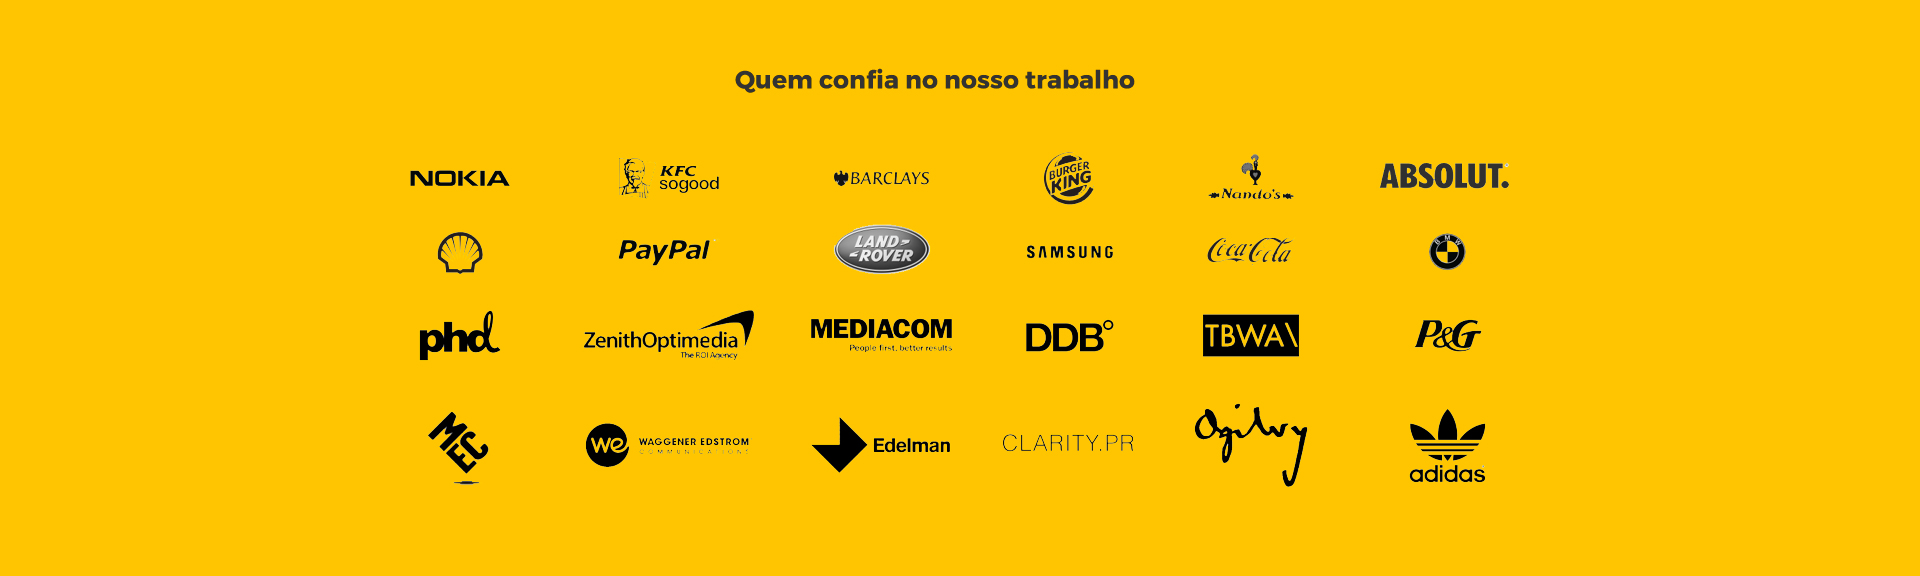 Quem confia no nosso trabalho
NOKIA
KFC
sogood
BARCLAYS
BURGER
KING
Nando's
ABSOLUT.
PayPal
LAND
ROVER
SAMSUNG
Coca-Cola
BMW
phd
ZenithOptimedia
The ROI Agency
MEDIACOM
People first, better results
DDB°
TBWA\
P&G
MEC
we
WAGGENER EDSTROM
COMMUNICATIONS
Edelman
CLARITY.PR
Ogilvy
adidas